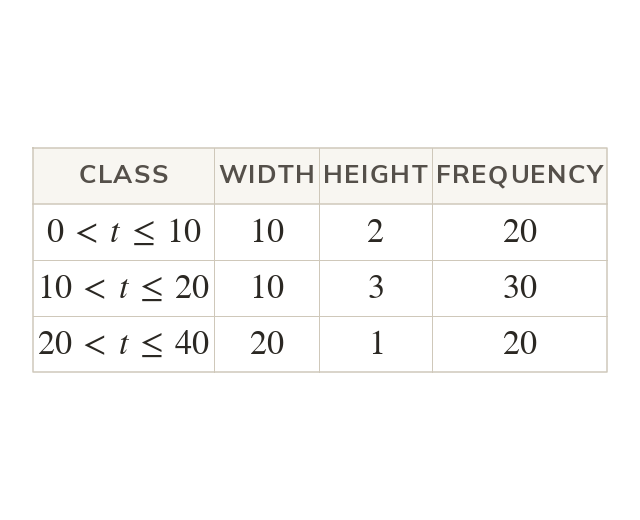 CLASS WIDTH HEIGHT FREQUENCY
0 < t ≤ 10 10 2 20
10 < t ≤ 20 10 3 30
20 < t ≤ 40 20 1 20